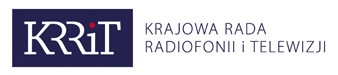 KRRiT
KRAJOWA RADA
RADIOFONII i TELEWIZJI